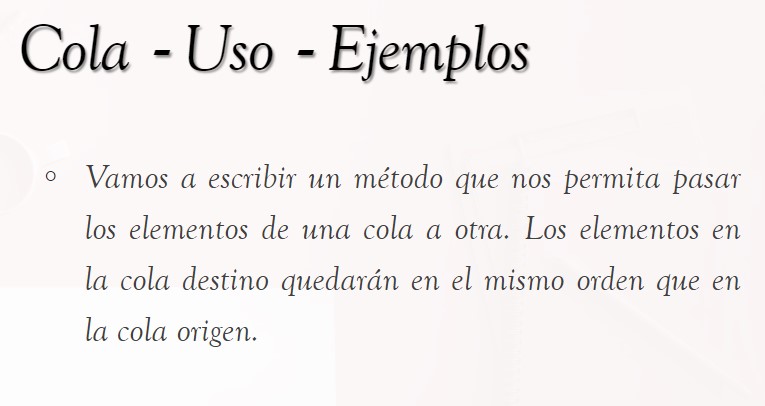 Cola - Uso - Ejemplos
Vamos a escribir un método que nos permita pasar
los elementos de una cola a otra. Los elementos en
la cola destino quedarán en el mismo orden que en
la cola origen.